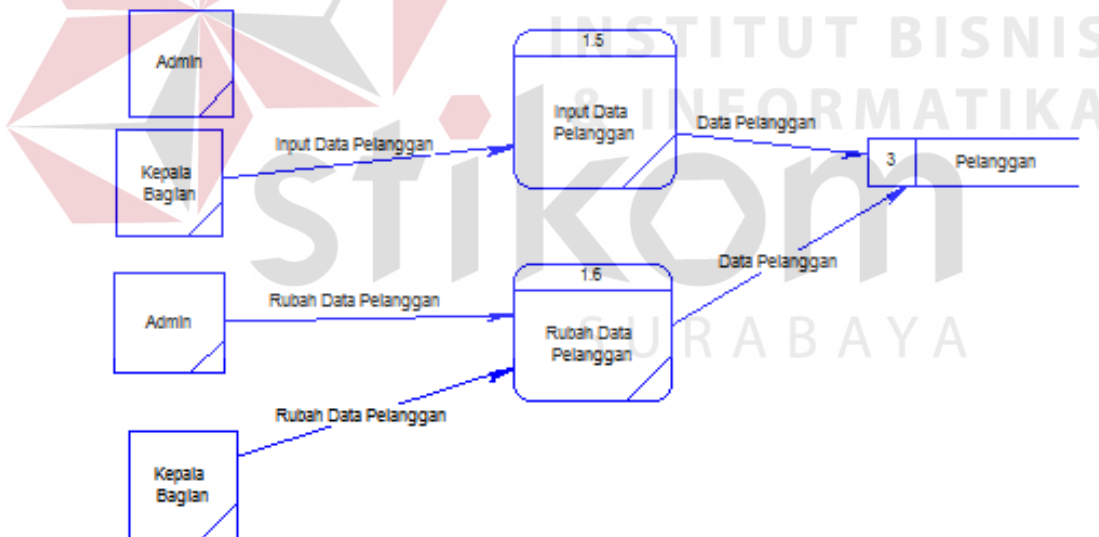 INSTITUT BISNIS
& INFORMATIKA
stikom
SURABAYA
Admin
1.5
Input Data
Pelanggan
Data Pelanggan
3
Pelanggan
Input Data Pelanggan
Kepala
Bagian
Data Pelanggan
1.6
Rubah Data Pelanggan
Admin
Rubah Data
Pelanggan
Rubah Data Pelanggan
Kepala
Bagian